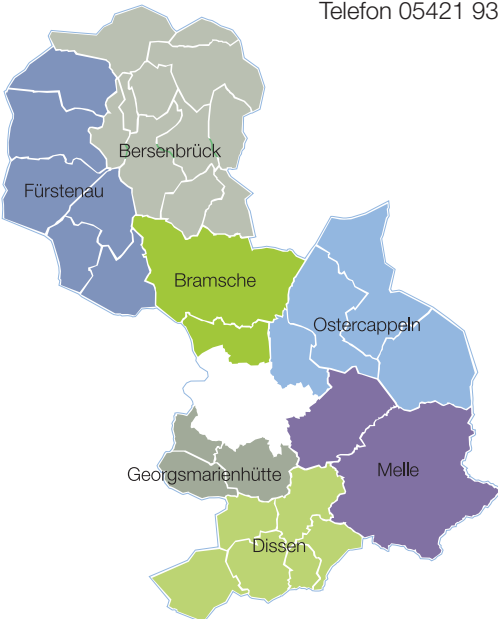 Telefon 05421 93
Bersenbrück
Fürstenau
Bramsche
Ostercappeln
Georgsmarienhütte
Melle
Dissen